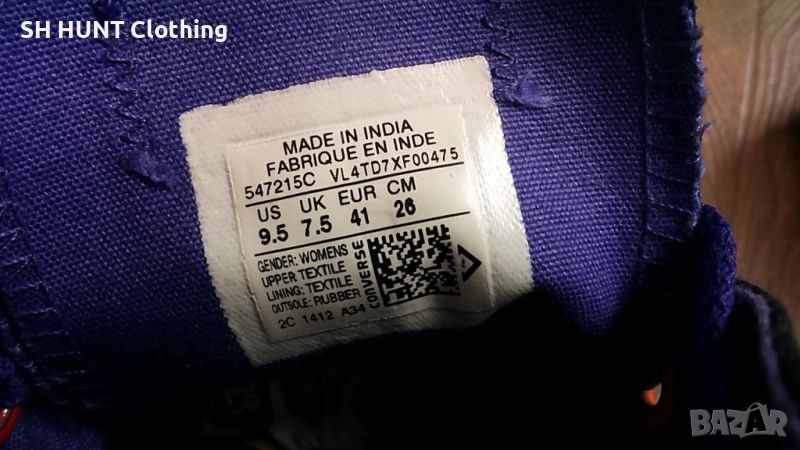 SH HUNT Clothing
MADE IN INDIA
FABRIQUE EN INDE
547215C VL4TD7XF00475
US UK EUR CM
9.5 7.5 41 26
GENDER: WOMENS
UPPER TEXTILE
LINING: TEXTILE
OUTSOLE: RUBBER
2C 1412 A34
CONVERSE
BAZAR